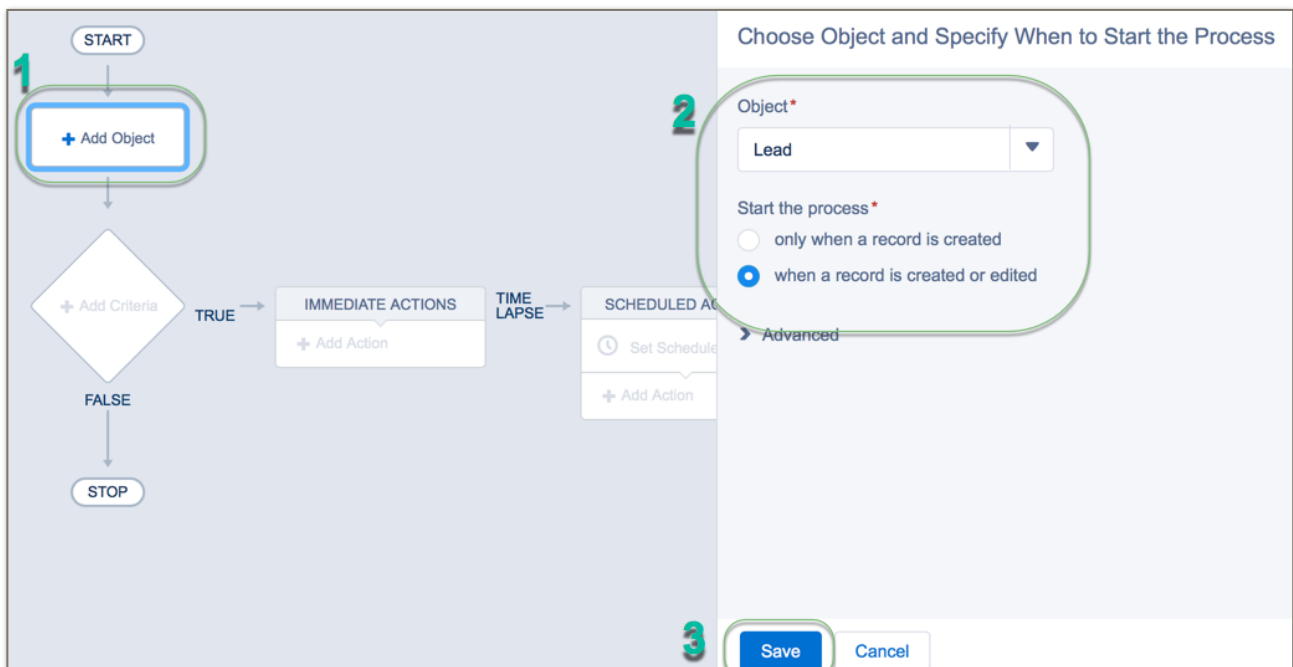 START
1
+ Add Object
+ Add Criteria
TRUE
IMMEDIATE ACTIONS
+ Add Action
TIME
LAPSE
SCHEDULED AC
Set Schedule
+ Add Action
FALSE
STOP
Choose Object and Specify When to Start the Process
2
Object*
Lead
Start the process*
only when a record is created
when a record is created or edited
Advanced
3
Save
Cancel